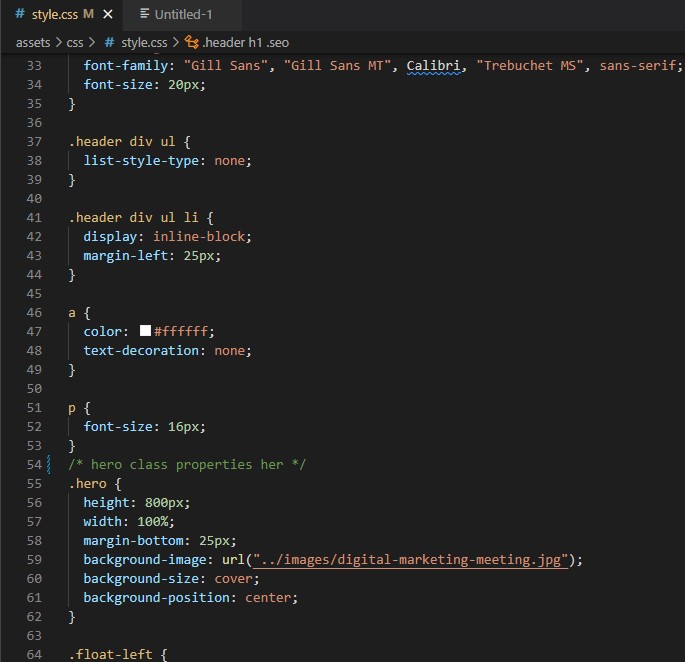 # style.css M × Untitled-1
assets > css > # style.css > .header h1 .seo
33 font-family: "Gill Sans", "Gill Sans MT", Calibri, "Trebuchet MS", sans-serif;
34 font-size: 20px;
35 }
36
37 .header div ul {
38 list-style-type: none;
39 }
40
41 .header div ul li {
42 display: inline-block;
43 margin-left: 25px;
44 }
45
46 a {
47 color: #ffffff;
48 text-decoration: none;
49 }
50
51 p {
52 font-size: 16px;
53 }
54 /* hero class properties her */
55 .hero {
56 height: 800px;
57 width: 100%;
58 margin-bottom: 25px;
59 background-image: url("../images/digital-marketing-meeting.jpg");
60 background-size: cover;
61 background-position: center;
62 }
63
64 .float-left {